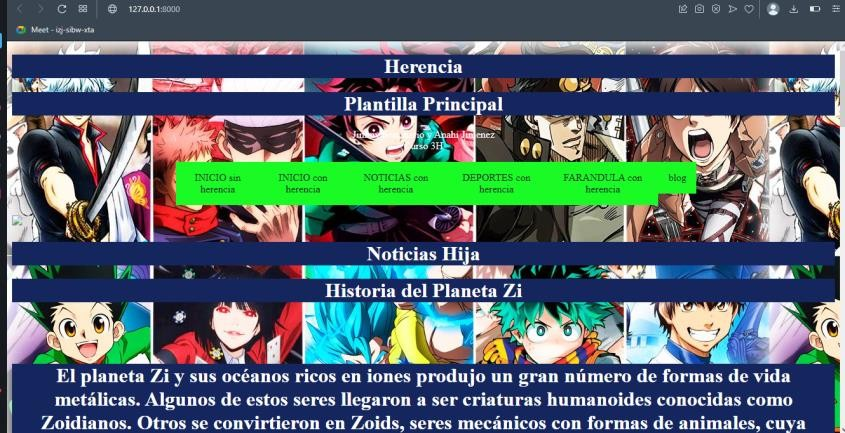 127.0.0.1:8000
Meet - izj-sibw-xta
Herencia
Plantilla Principal
y Anahi Jimenez
Curso 3H
INICIO sin herencia
INICIO con herencia
NOTICIAS con herencia
DEPORTES con herencia
FARANDULA con herencia
blog
Noticias Hija
Historia del Planeta Zi
El planeta Zi y sus océanos ricos en iones produjo un gran número de formas de vida
metálicas. Algunos de estos seres llegaron a ser criaturas humanoides conocidas como
Zoidianos. Otros se convirtieron en Zoids, seres mecánicos con formas de animales, cuya